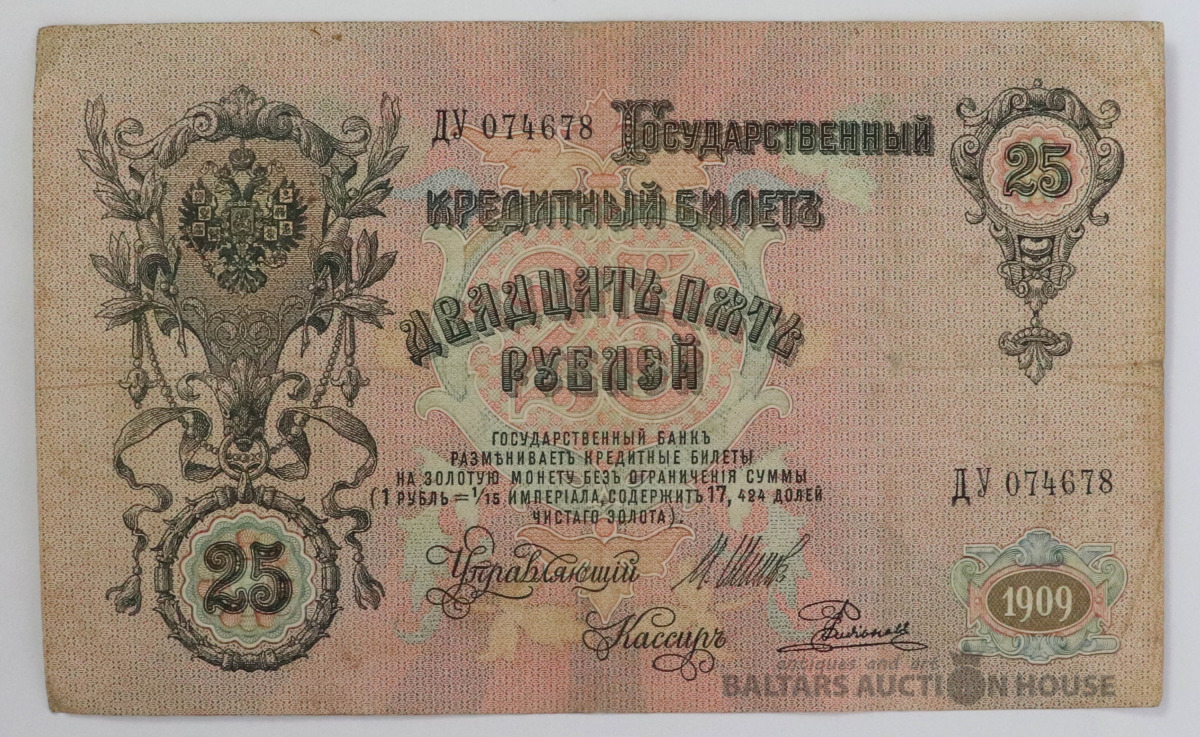 ДУ 074678
Государственный
25
кредитный билетъ
двадцать пять
рублей
Государственный Банкъ
размѣниваетъ кредитные билеты
на золотую монету безъ ограниченія суммы
(1 рубль = 1/15 имперіала, содержитъ 17, 424 долей
чистаго золота).
ДУ 074678
25
Управляющій
Кассиръ
1909
antiques and art
BALTARS AUCTION HOUSE